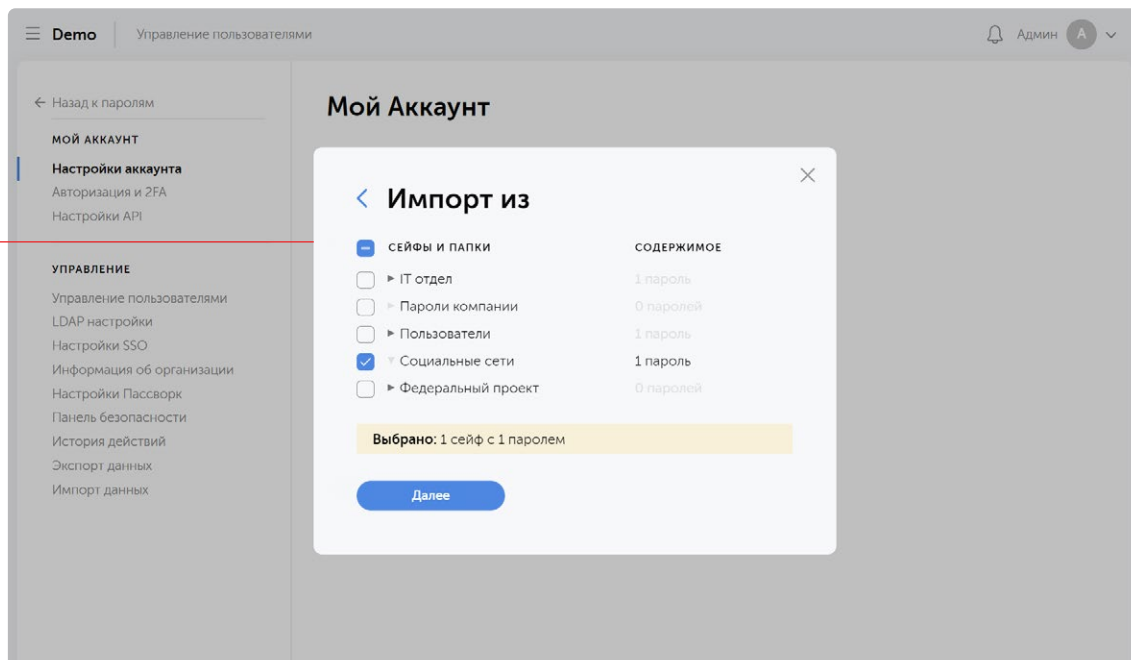 Demo
Управление пользователями
Админ
А
Назад к паролям
МОЙ АККАУНТ
Настройки аккаунта
Авторизация и 2FA
Настройки API
УПРАВЛЕНИЕ
Управление пользователями
LDAP настройки
Настройки SSO
Информация об организации
Настройки Пассворк
Панель безопасности
История действий
Экспорт данных
Импорт данных
Мой Аккаунт
Импорт из
СЕЙФЫ И ПАПКИ СОДЕРЖИМОЕ
IT отдел 1 пароль
Пароли компании 0 паролей
Пользователи 1 пароль
Социальные сети 1 пароль
Федеральный проект 0 паролей
Выбрано: 1 сейф с 1 паролем
Далее